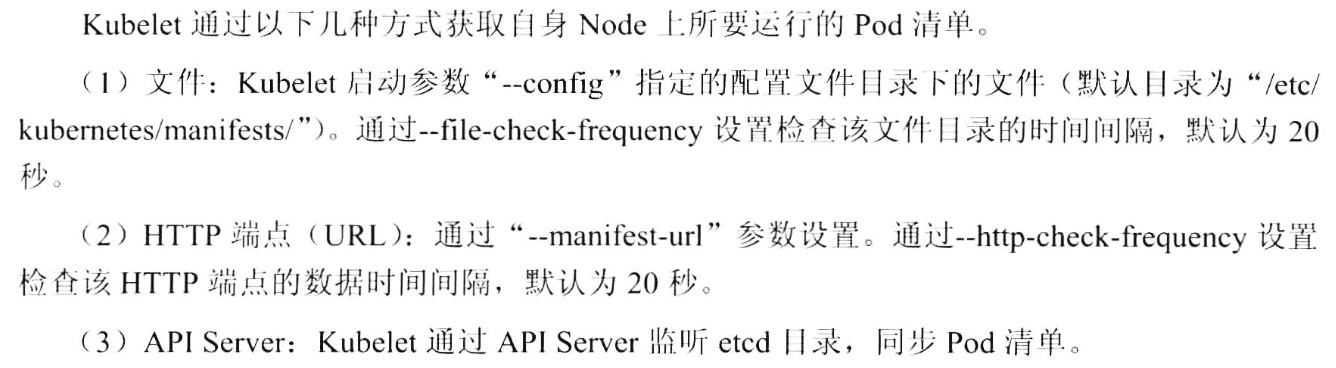 Kubelet 通过以下几种方式获取自身 Node 上所要运行的 Pod 清单。
（1）文件：Kubelet 启动参数“--config”指定的配置文件目录下的文件（默认目录为“/etc/
kubernetes/manifests/”）。通过--file-check-frequency 设置检查该文件目录的时间间隔，默认为 20
秒。
（2）HTTP 端点（URL）：通过“--manifest-url”参数设置。通过--http-check-frequency 设置
检查该 HTTP 端点的数据时间间隔，默认为 20 秒。
（3）API Server：Kubelet 通过 API Server 监听 etcd 目录，同步 Pod 清单。